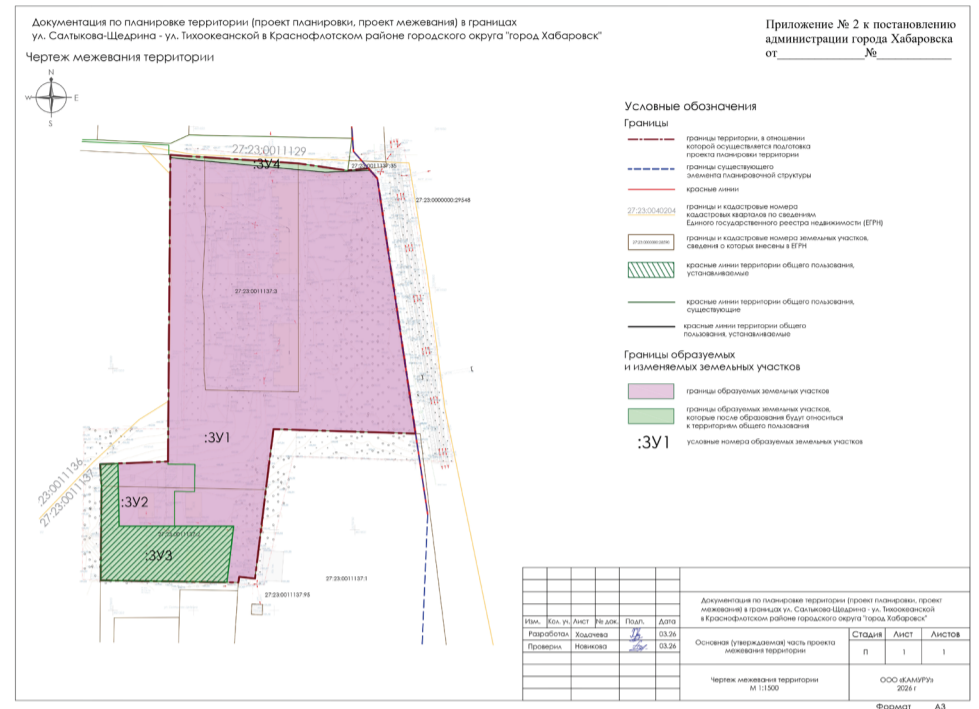 Документация по планировке территории (проект планировки, проект межевания) в границах
ул. Салтыкова-Щедрина - ул. Тихоокеанской в Краснофлотском районе городского округа "город Хабаровск"
Чертеж межевания территории
Приложение № 2 к постановлению
администрации города Хабаровска
от_______________№_____________
N
W
E
S
27:23:0011129
:ЗУ4
27:23:0000000:29548
27:23:0011137:3
:ЗУ1
:23:0011136
27:23:0011137
:ЗУ2
:ЗУ3
27:23:0011137:1
27:23:0011137:95
Условные обозначения
Границы
границы территории, в отношении
которой осуществляется подготовка
проекта планировки территории
границы существующего
элемента планировочной структуры
красные линии
27:23:0040204
границы и кадастровые номера
кадастровых кварталов по сведениям
Единого государственного реестра недвижимости (ЕГРН)
границы и кадастровые номера земельных участков,
сведения о которых внесены в ЕГРН
красные линии территории общего пользования,
устанавливаемые
красные линии территории общего пользования,
существующие
красные линии территории общего
пользования, устанавливаемые
Границы образуемых
и изменяемых земельных участков
границы образуемых земельных участков
границы образуемых земельных участков,
которые после образования будут относиться
к территориям общего пользования
:ЗУ1
условные номера образуемых земельных участков
Изм. Кол. уч. Лист № док. Подп. Дата
Разработал Ходачева 03.26
Проверил Новикова 03.26
Документация по планировке территории (проект планировки, проект
межевания) в границах ул. Салтыкова-Щедрина - ул. Тихоокеанской
в Краснофлотском районе городского округа "город Хабаровск"
Основная (утверждаемая) часть проекта
межевания территории
Стадия Лист Листов
П 1 1
Чертеж межевания территории
М 1:1500
ООО «КАМУРУ»
2026 г
Формат А3